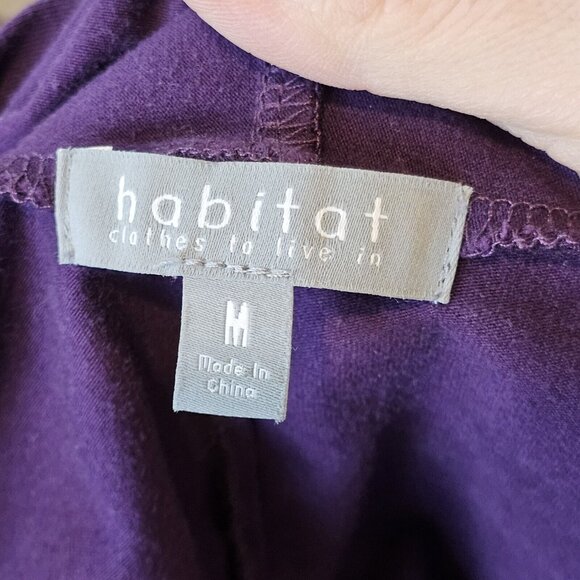 habitat
clothes to live in
M
Made In
China